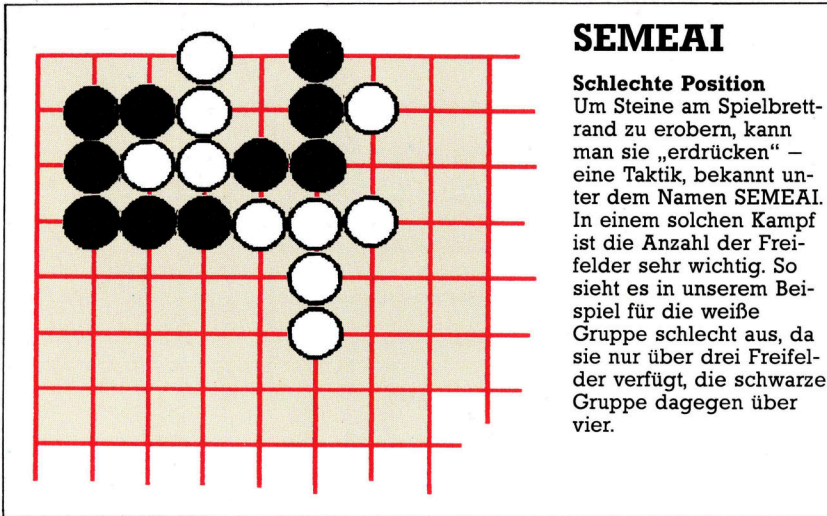 SEMEAI
Schlechte Position
Um Steine am Spielbrett-
rand zu erobern, kann
man sie „erdrücken“ –
eine Taktik, bekannt un-
ter dem Namen SEMEAI.
In einem solchen Kampf
ist die Anzahl der Frei-
felder sehr wichtig. So
sieht es in unserem Bei-
spiel für die weiße
Gruppe schlecht aus, da
sie nur über drei Freifel-
der verfügt, die schwarze
Gruppe dagegen über
vier.